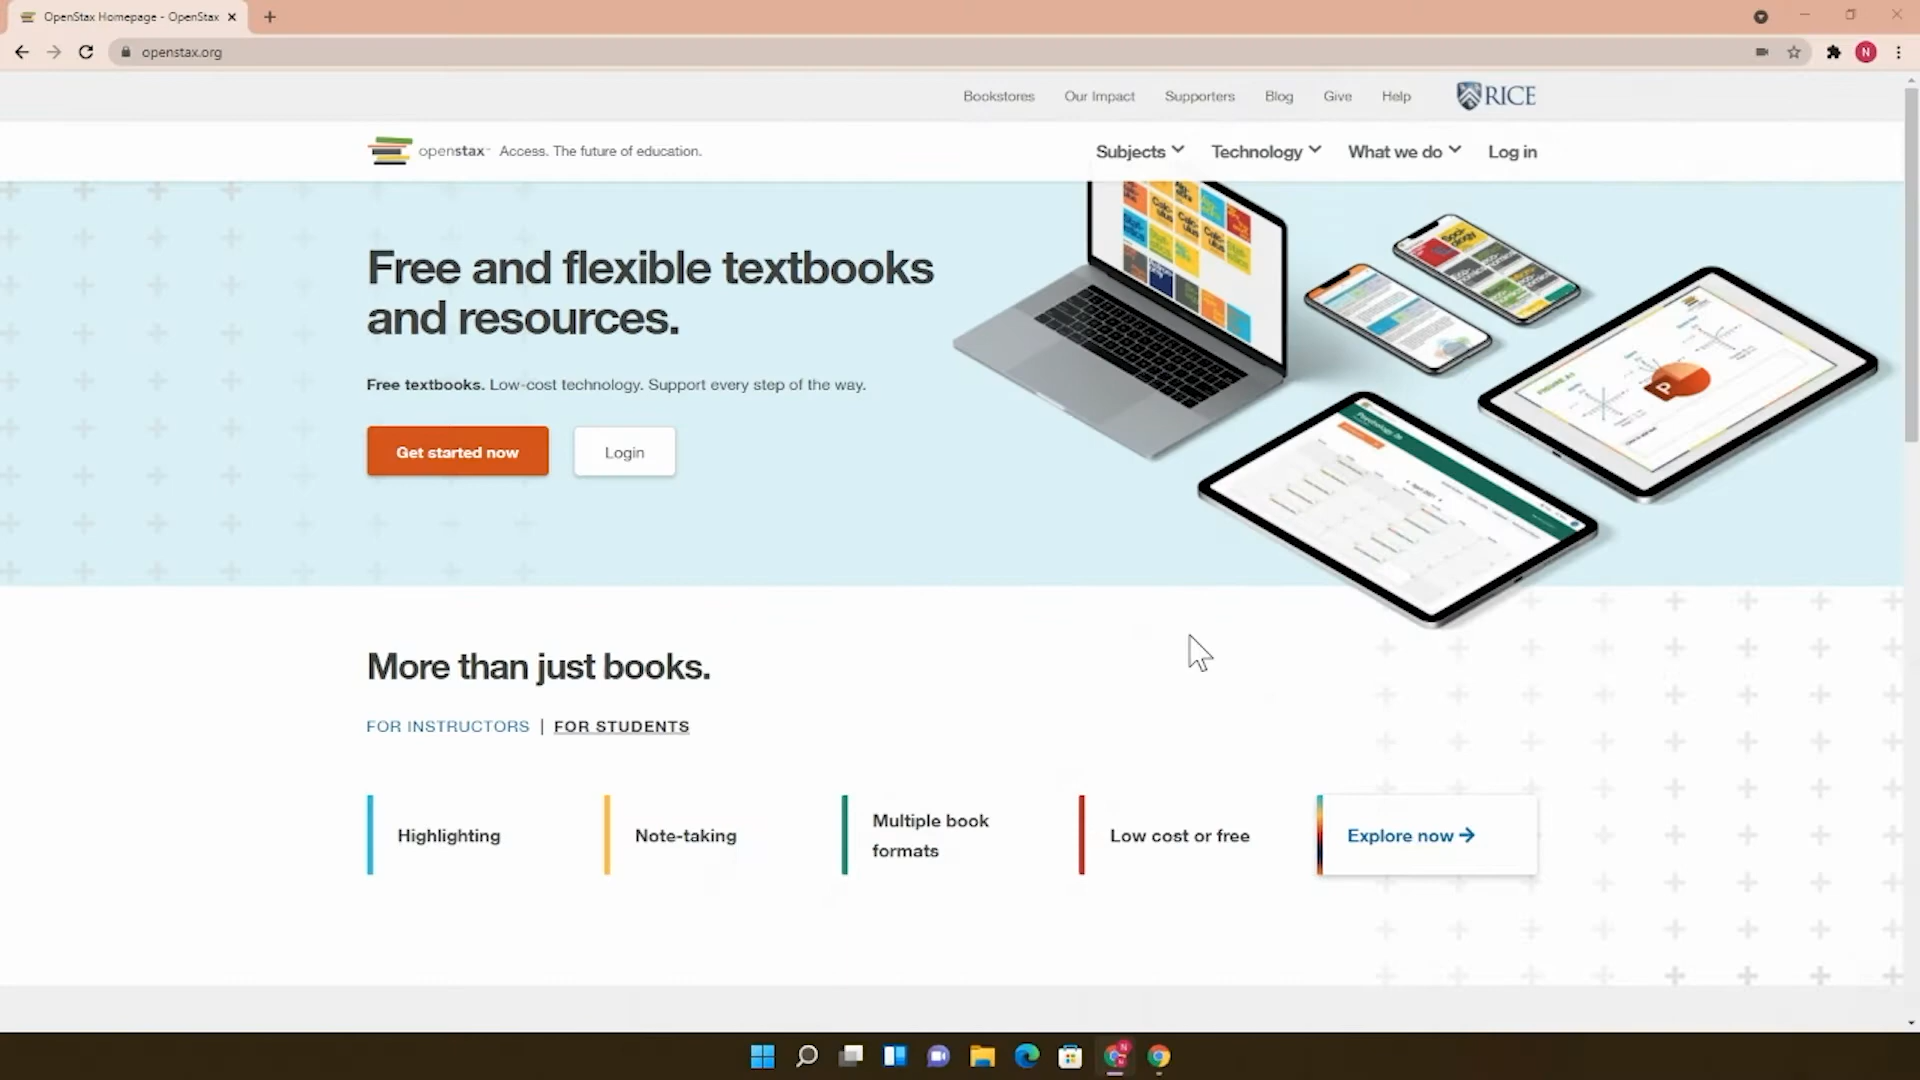 OpenStax Homepage - OpenStax
openstax.org
N
Bookstores Our Impact Supporters Blog Give Help RICE
openstax Access. The future of education.
Subjects Technology What we do Log in
Free and flexible textbooks
and resources.
Free textbooks. Low-cost technology. Support every step of the way.
Get started now Login
More than just books.
FOR INSTRUCTORS | FOR STUDENTS
Highlighting
Note-taking
Multiple book
formats
Low cost or free
Explore now